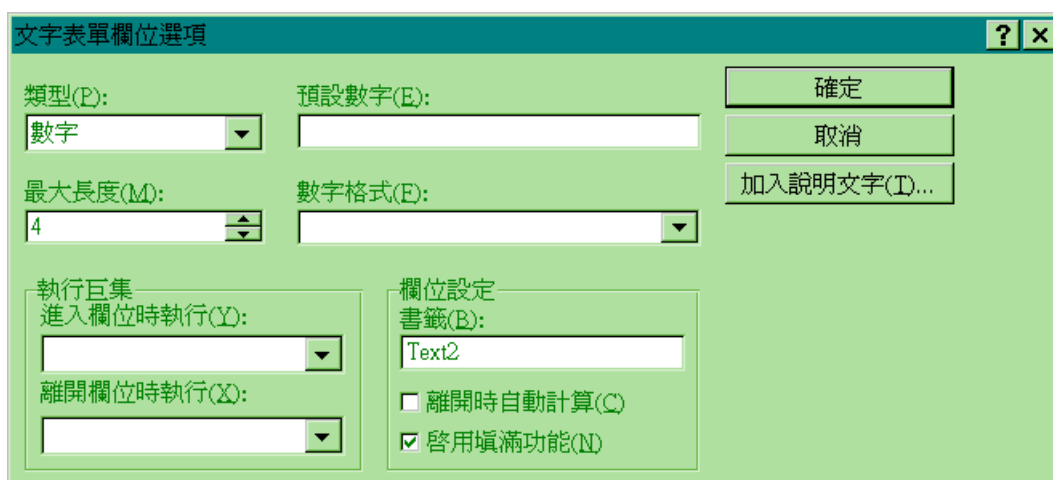 文字表單欄位選項
類型(P):
數字
預設數字(E):
最大長度(M):
4
數字格式(F):
確定
取消
加入說明文字(T)...
執行巨集
進入欄位時執行(Y):
離開欄位時執行(X):
欄位設定
書籤(B):
Text2
離開時自動計算(C)
啓用填滿功能(N)